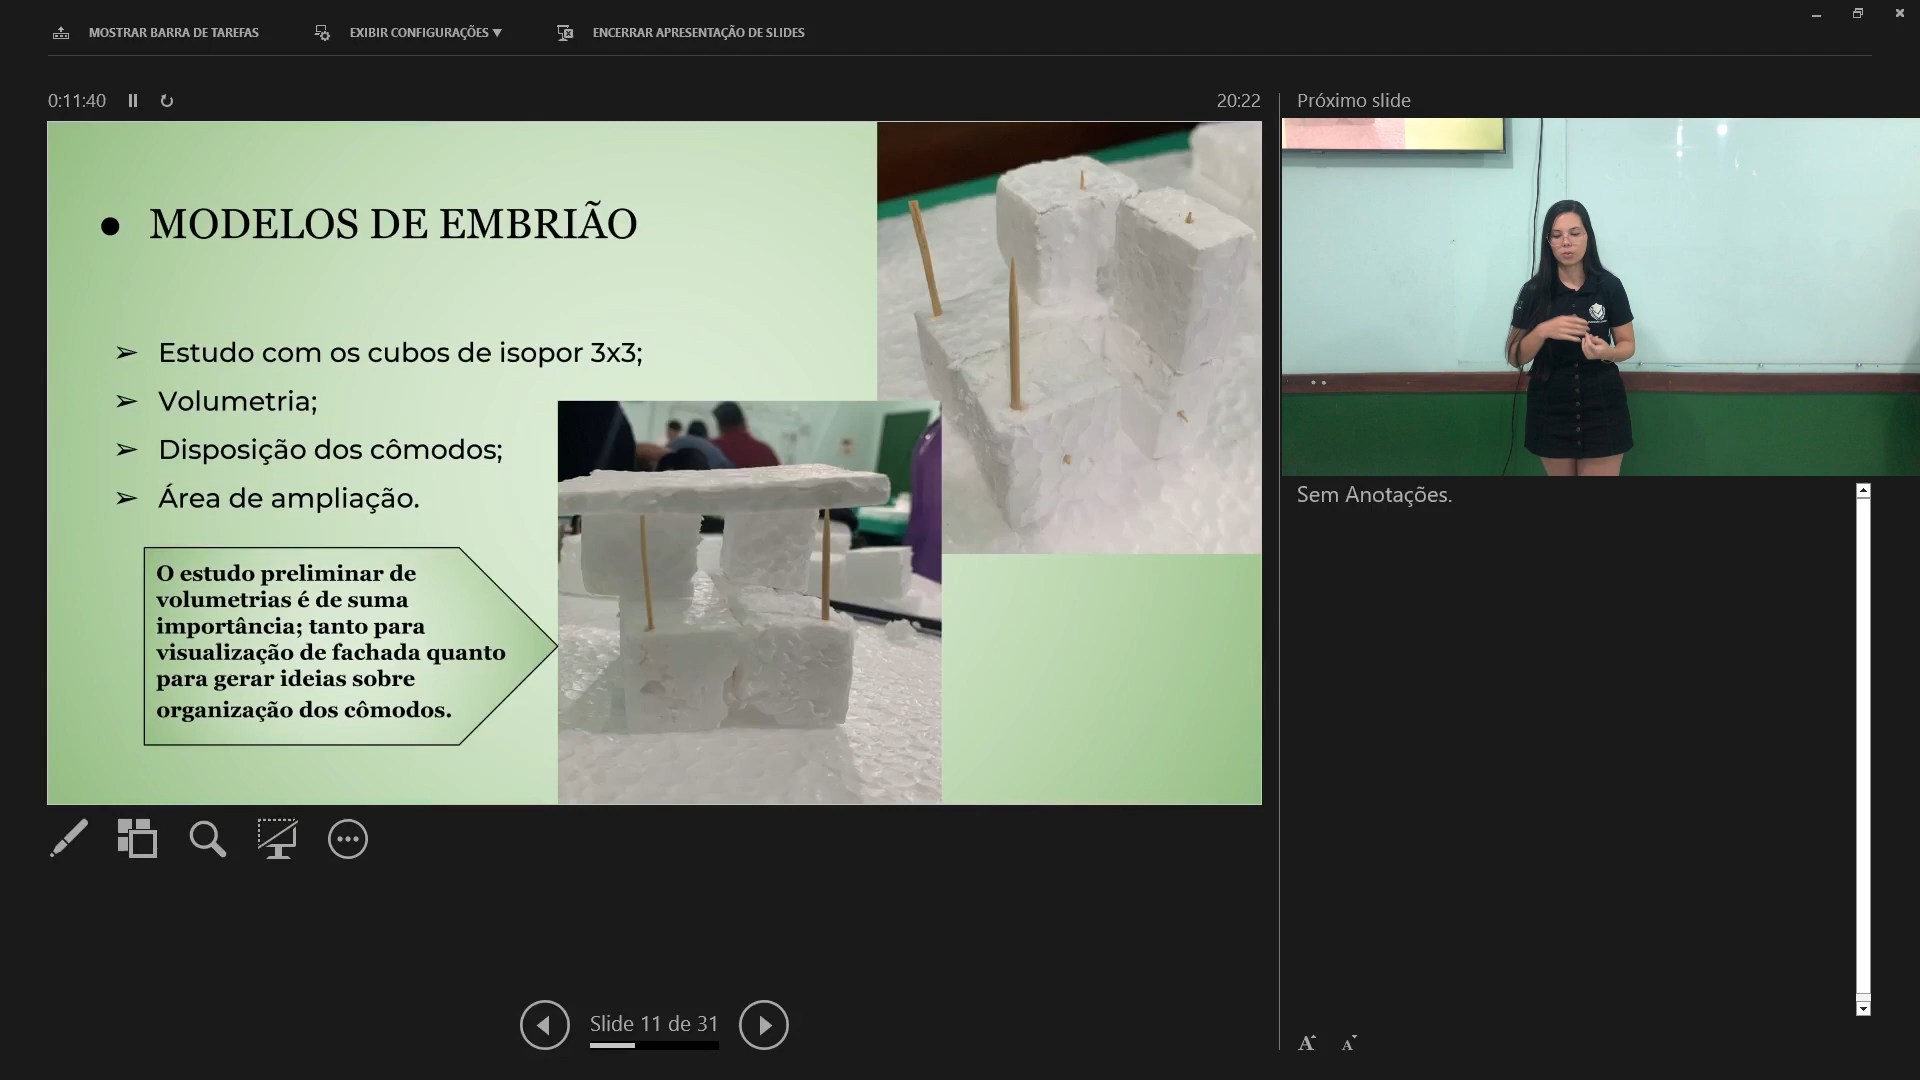 MOSTRAR BARRA DE TAREFAS
EXIBIR CONFIGURAÇÕES ▼
ENCERRAR APRESENTAÇÃO DE SLIDES
0:11:40
20:22
Próximo slide
● MODELOS DE EMBRIÃO
➢ Estudo com os cubos de isopor 3x3;
➢ Volumetria;
➢ Disposição dos cômodos;
➢ Área de ampliação.
O estudo preliminar de
volumetrias é de suma
importância; tanto para
visualização de fachada quanto
para gerar ideias sobre
organização dos cômodos.
Sem Anotações.
Slide 11 de 31
A A